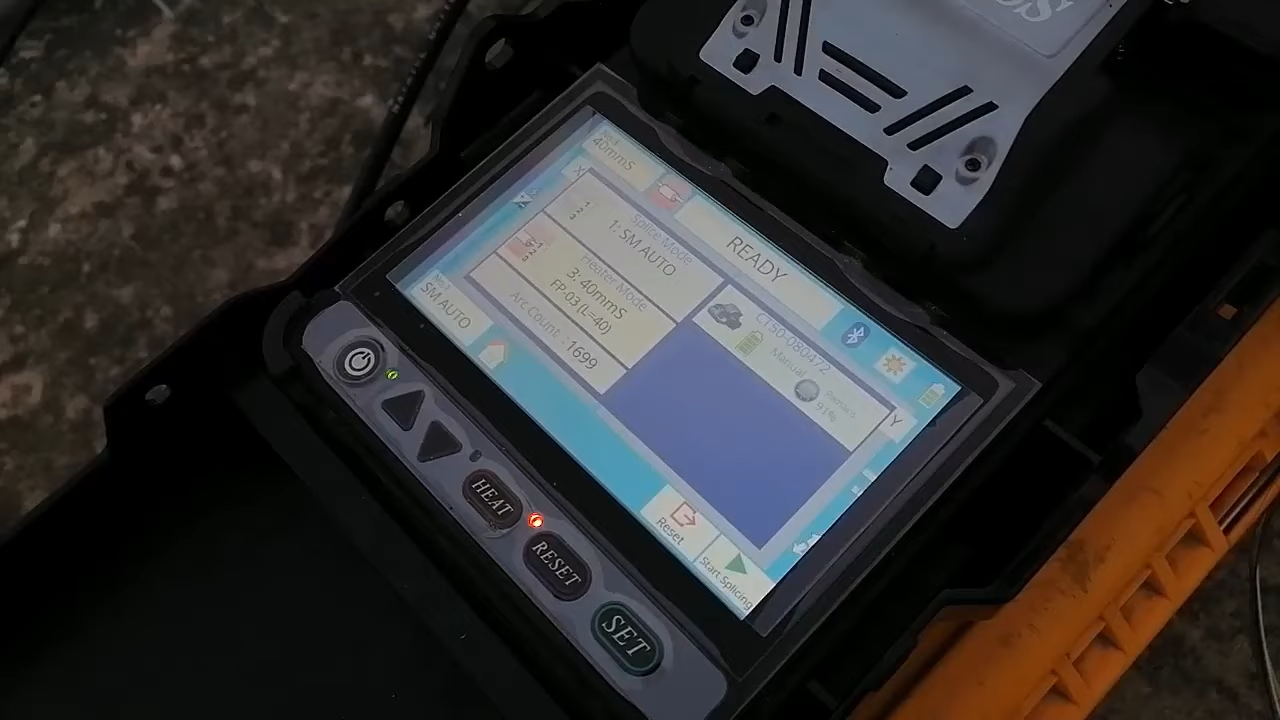 40mmS
READY
Splice Mode
1: SM AUTO
Heater Mode
3: 40mmS
FP-03 (L=40)
Arc Count : 1699
SM AUTO
X
CT50-080472
Manual
91%
Y
Reset
Start Splicing
HEAT
RESET
SET